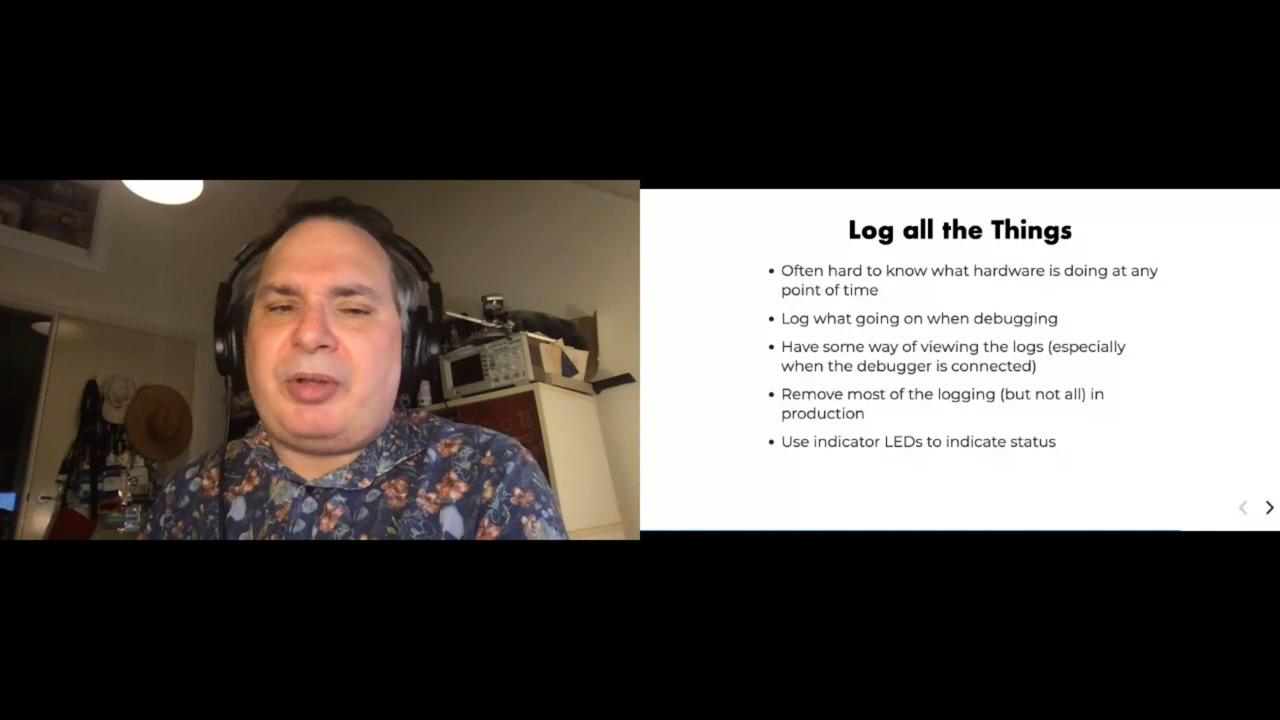 Log all the Things
• Often hard to know what hardware is doing at any
point of time
• Log what going on when debugging
• Have some way of viewing the logs (especially
when the debugger is connected)
• Remove most of the logging (but not all) in
production
• Use indicator LEDs to indicate status